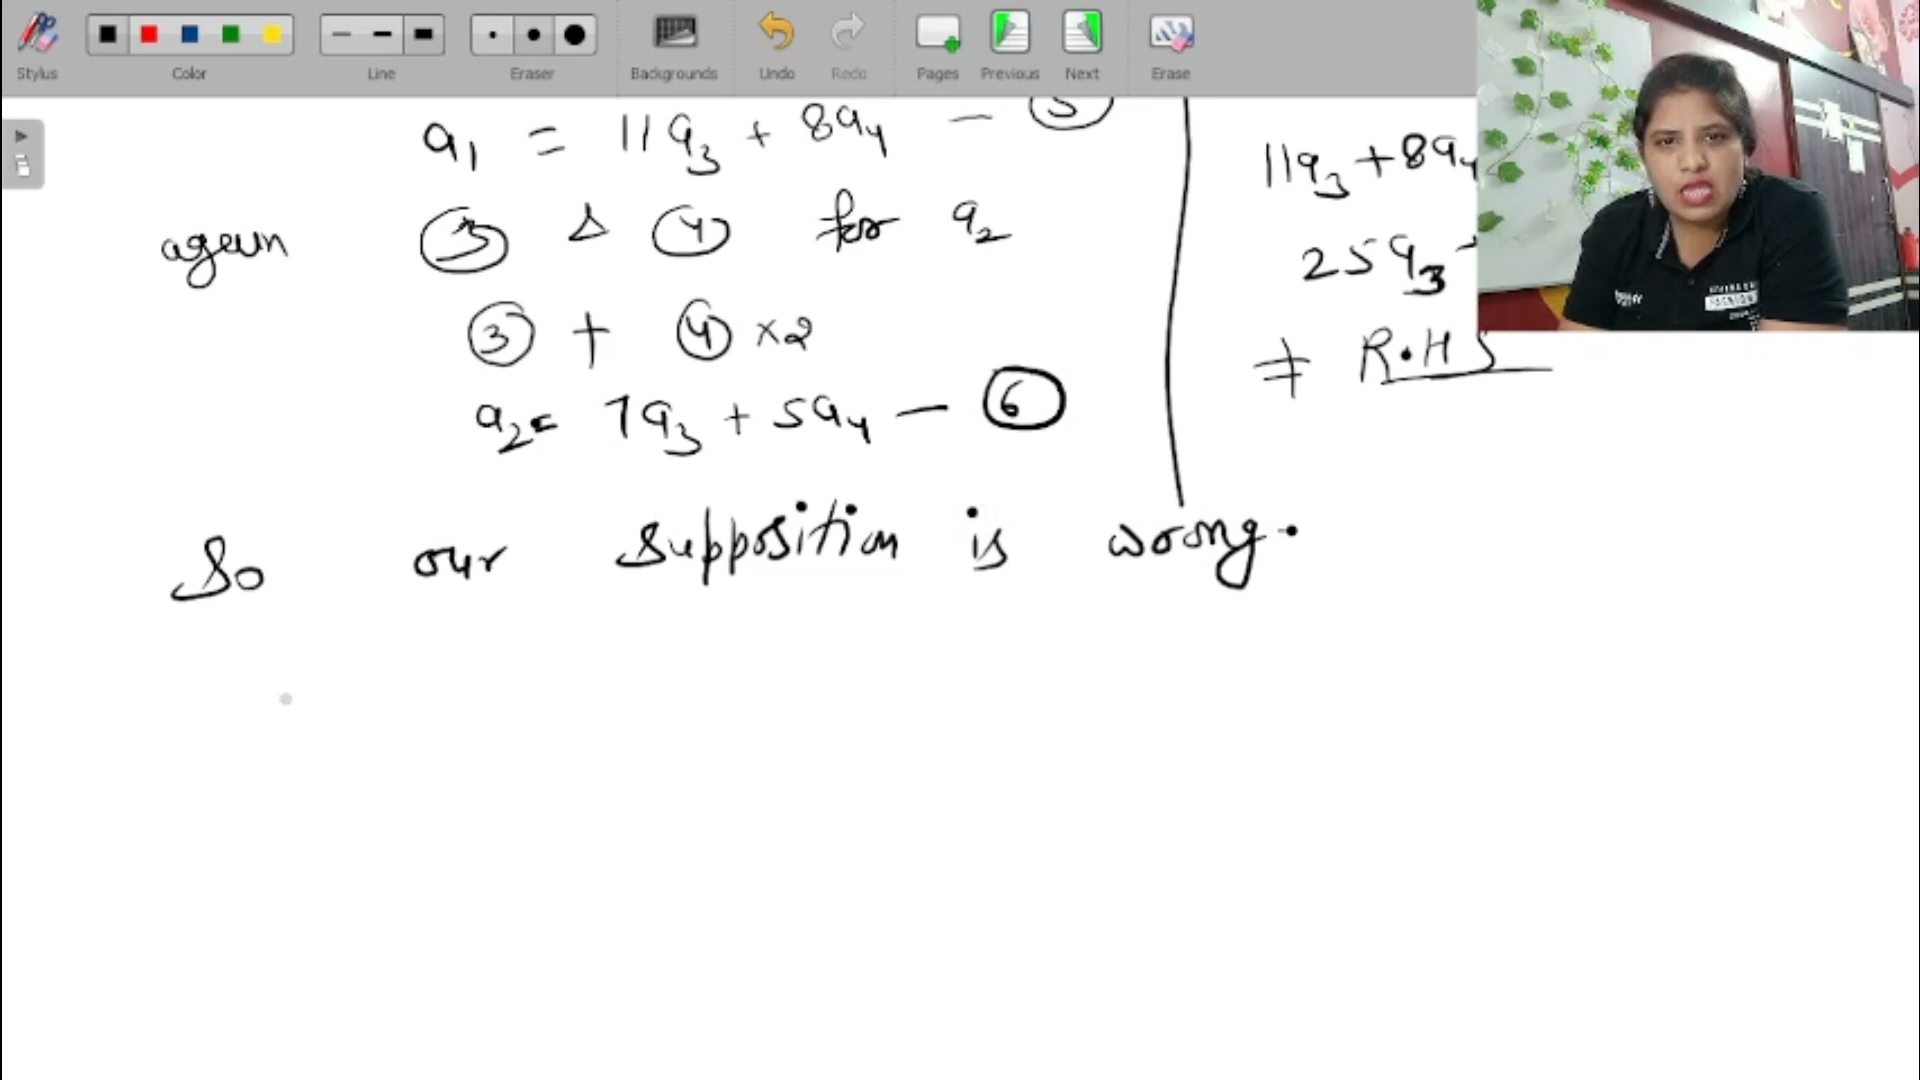 Stylus Color Line Eraser Backgrounds Undo Redo Pages Previous Next Erase
a₁ = 11a₃ + 8a₄ - ⑤
again ③ & ④ for a₂
③ + ④ ×2
a₂ = 7a₃ + 5a₄ - ⑥
11a₃ + 8a₄
25a₃
≠ R.H.S
So our supposition is wrong.